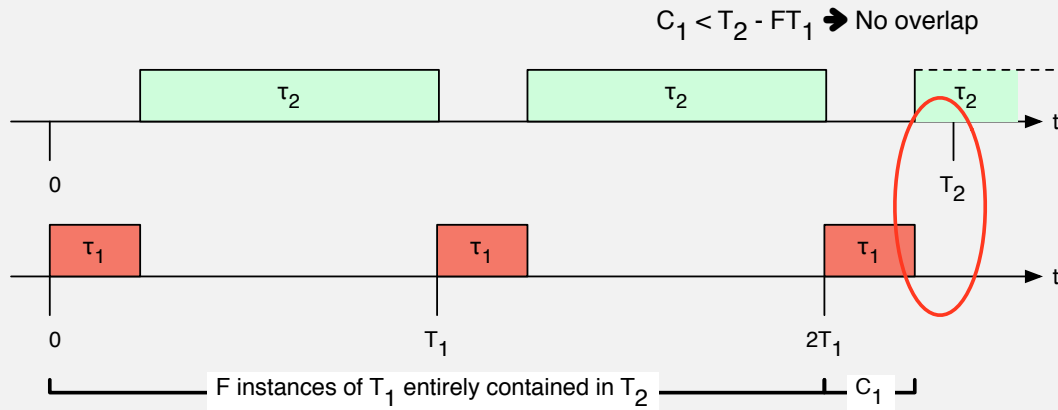 C₁ < T₂ - FT₁ ➔ No overlap
τ₂
τ₂
τ₂
t
0
T₂
τ₁
τ₁
τ₁
t
0
T₁
2T₁
F instances of T₁ entirely contained in T₂
C₁